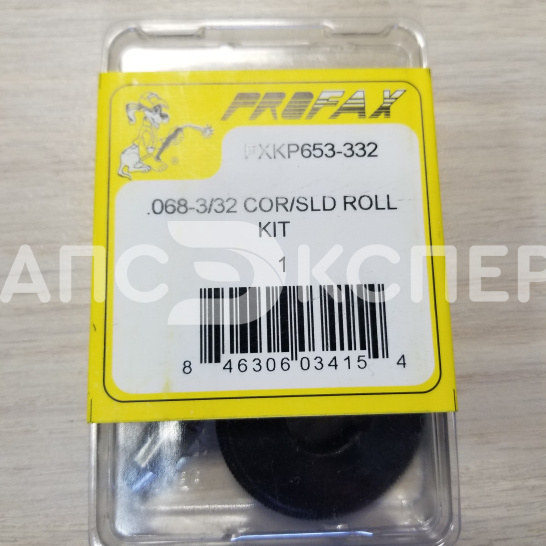 PROFAX
PXKP653-332
.068-3/32 COR/SLD ROLL
KIT
1
АПС ЭКСПЕР
8 46306 03415 4